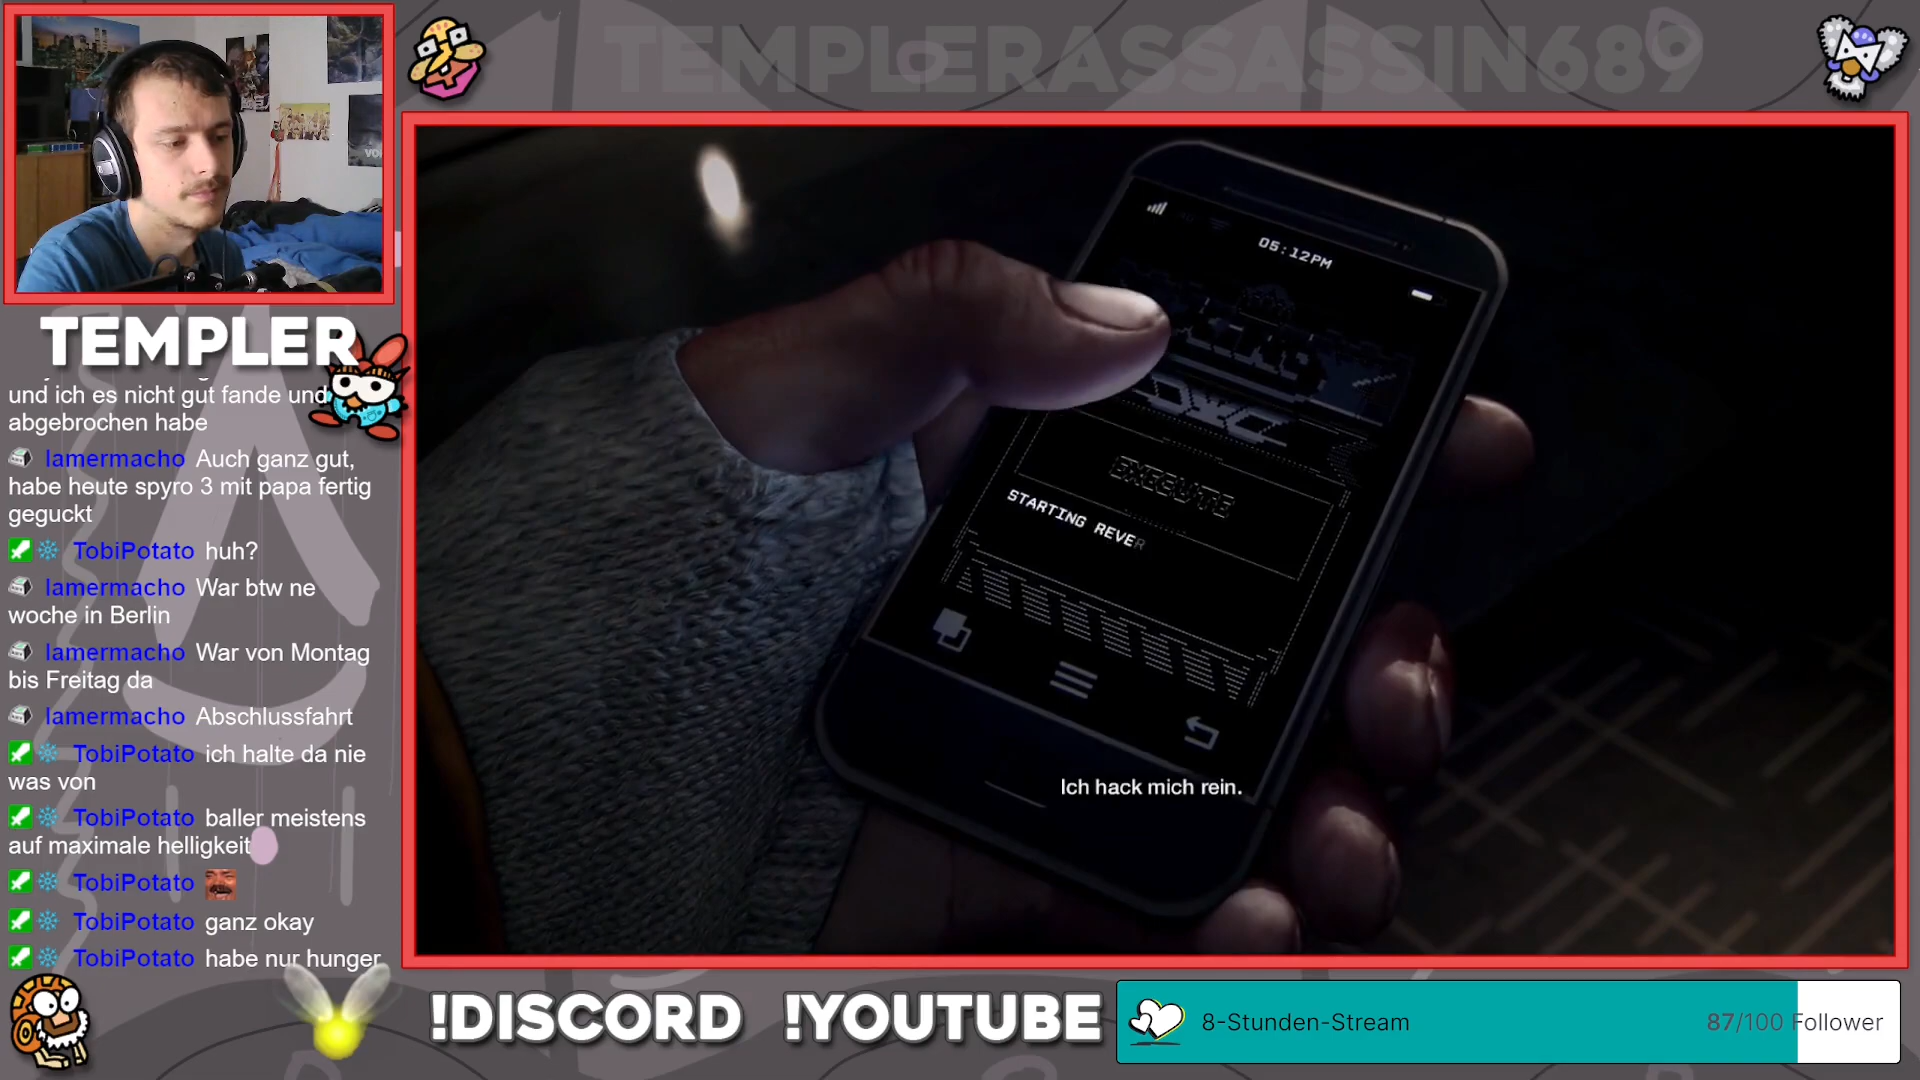 TEMPLERASSASSIN689
TEMPLER
und ich es nicht gut fande und
abgebrochen habe
lamermacho Auch ganz gut,
habe heute spyro 3 mit papa fertig
geguckt
TobiPotato huh?
lamermacho War btw ne
woche in Berlin
lamermacho War von Montag
bis Freitag da
lamermacho Abschlussfahrt
TobiPotato ich halte da nie
was von
TobiPotato baller meistens
auf maximale helligkeit
TobiPotato
TobiPotato ganz okay
TobiPotato habe nur hunger
05:12PM
EXECUTE
STARTING REVER
Ich hack mich rein.
!DISCORD
!YOUTUBE
8-Stunden-Stream
87/100 Follower